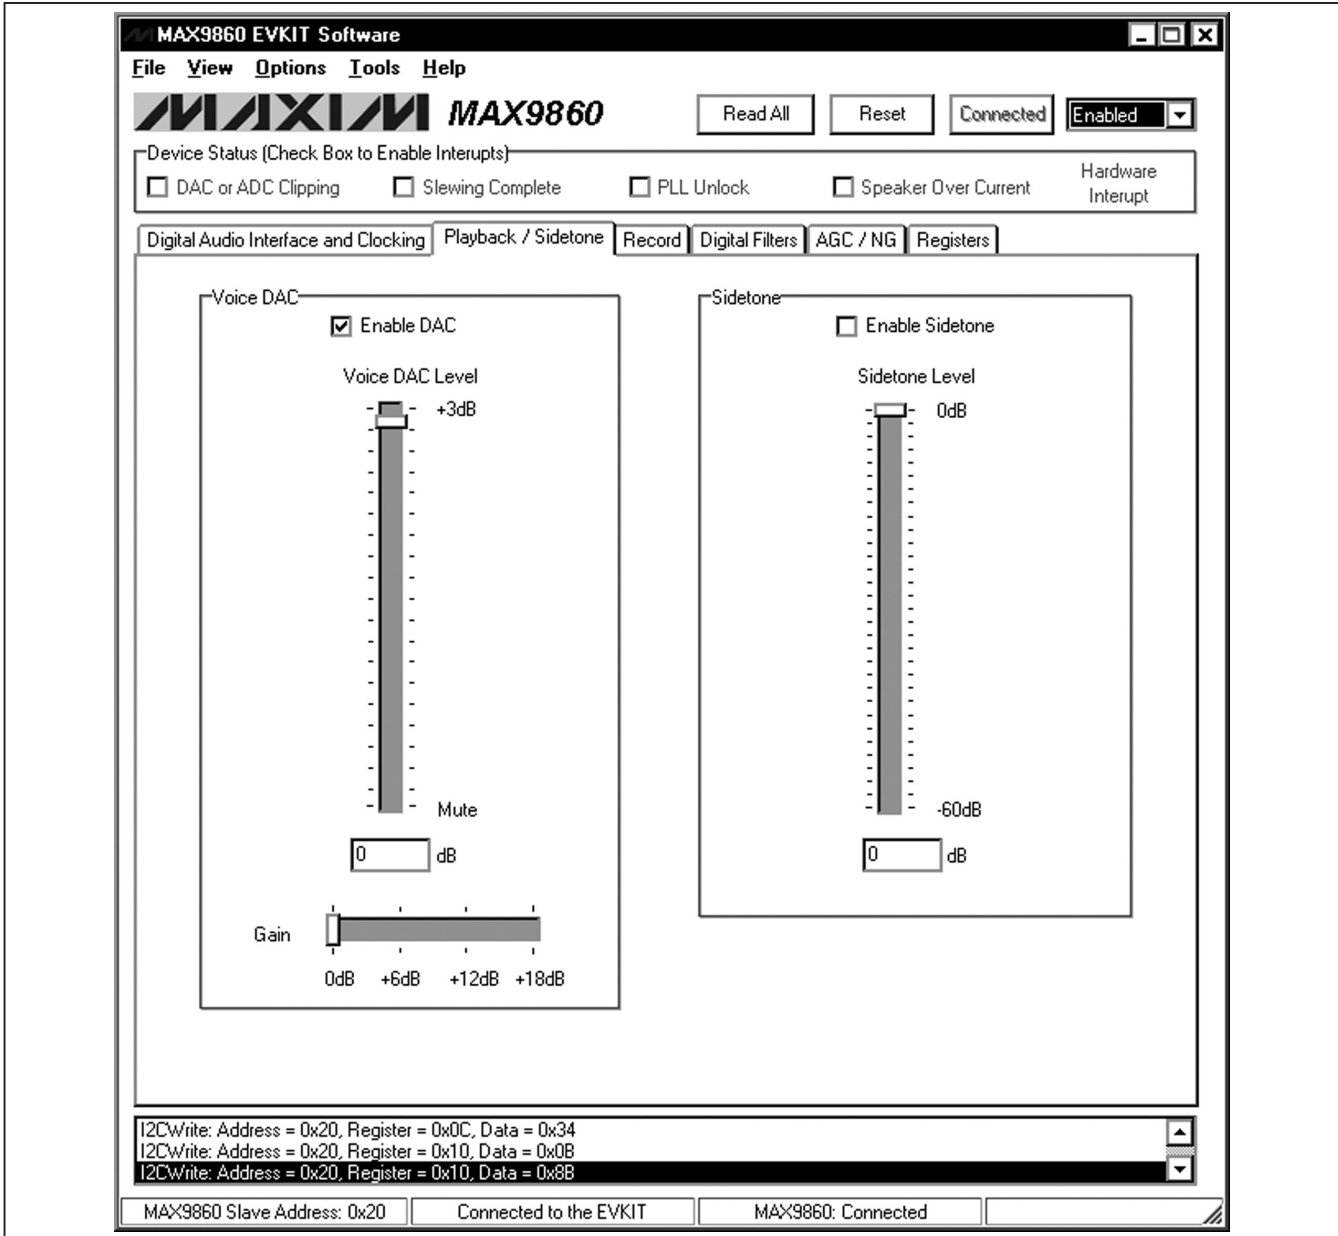 MAX9860 EVKIT Software
File View Options Tools Help
MAXIM MAX9860 Read All Reset Connected Enabled
Device Status (Check Box to Enable Interupts)
DAC or ADC Clipping Slewing Complete PLL Unlock Speaker Over Current Hardware Interupt
Digital Audio Interface and Clocking Playback / Sidetone Record Digital Filters AGC / NG Registers
Voice DAC
Enable DAC
Voice DAC Level
+3dB
Mute
0 dB
Gain
0dB +6dB +12dB +18dB
Sidetone
Enable Sidetone
Sidetone Level
0dB
-60dB
0 dB
I2CWrite: Address = 0x20, Register = 0x0C, Data = 0x34
I2CWrite: Address = 0x20, Register = 0x10, Data = 0x0B
I2CWrite: Address = 0x20, Register = 0x10, Data = 0x8B
MAX9860 Slave Address: 0x20 Connected to the EVKIT MAX9860: Connected